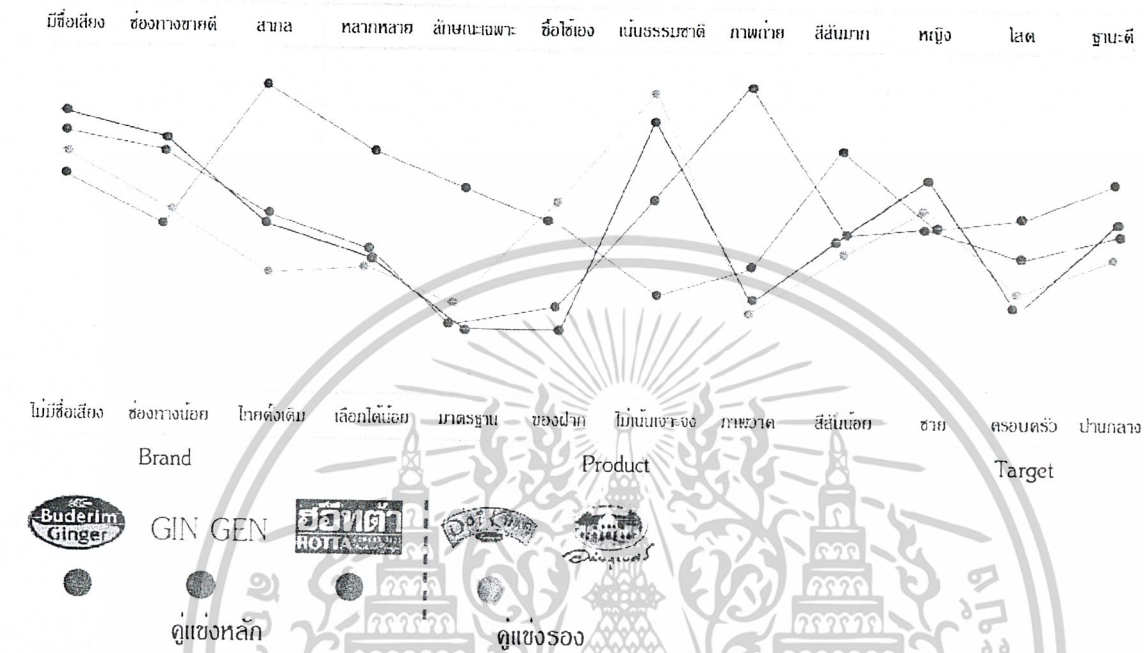 มีชื่อเสียง ช่องทางขายดี สากล หลากหลาย ลักษณะเฉพาะ ซื้อใช้เอง เน้นธรรมชาติ ภาพถ่าย สีสันมาก หญิง โสด ฐานะดี
ไม่มีชื่อเสียง ช่องทางน้อย ไทยดั้งเดิม เลือกได้น้อย มาตรฐาน ของฝาก ไม่เน้นเจาะจง ภาพวาด สีสันน้อย ชาย ครอบครัว ปานกลาง
Brand Product Target
Buderim
Ginger
GIN GEN
ฮอทต้า
HOTTA
Doi Kham
คู่แข่งหลัก คู่แข่งรอง